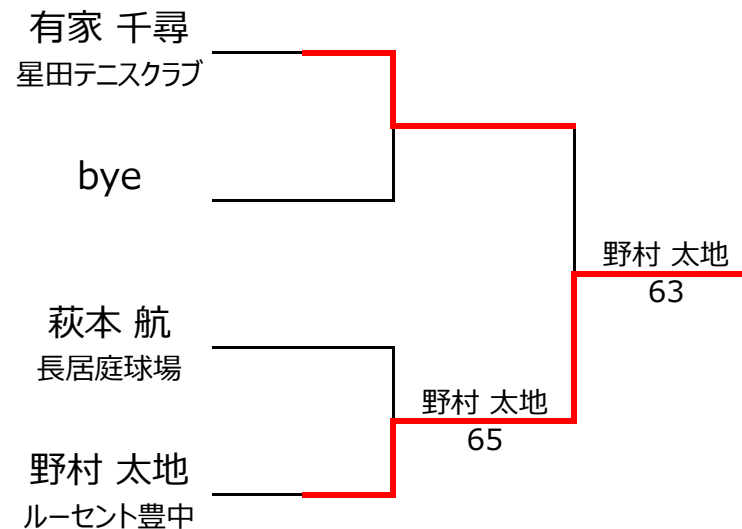 有家 千尋
星田テニスクラブ
bye
萩本 航
長居庭球場
野村 太地
ルーセント豊中
野村 太地
65
野村 太地
63